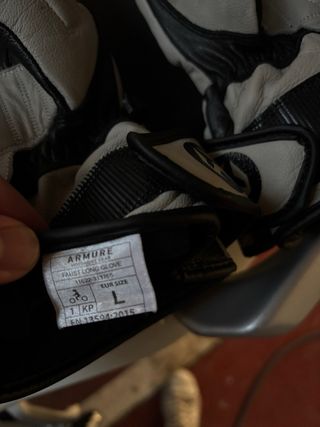 ARMURE
FAUST LONG GLOVE
EUR SIZE
1 KP
L
EN 13594:2015